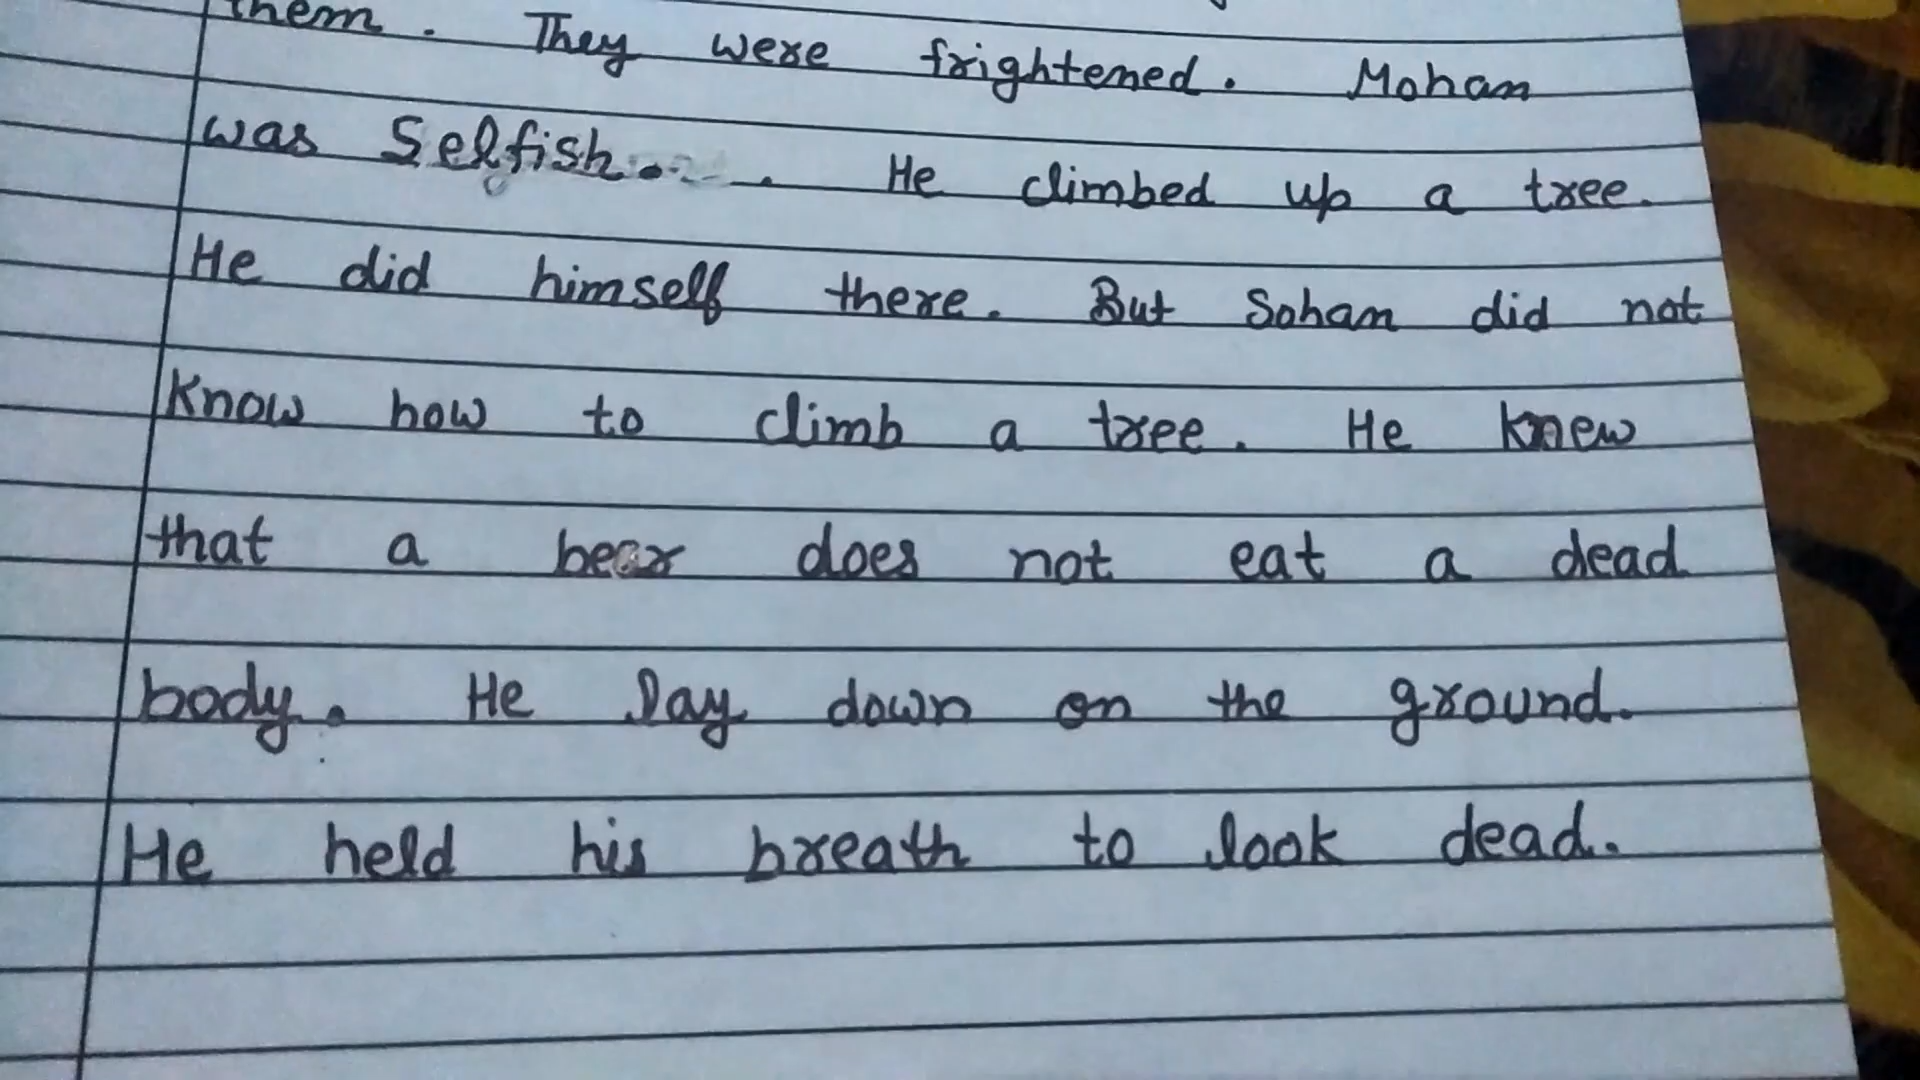 them. They were frightened. Mohan
was Selfish. . He climbed up a tree.
He did himself there. But Sohan did not
Know how to climb a tree. He knew
that a bear does not eat a dead
body. He lay down on the ground.
He held his breath to look dead.